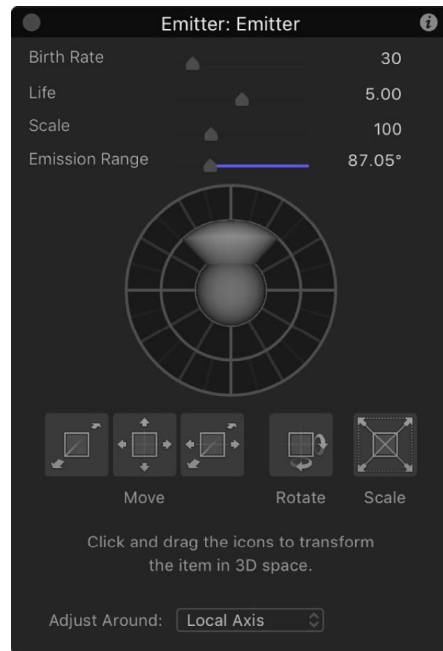 Emitter: Emitter
Birth Rate 30
Life 5.00
Scale 100
Emission Range 87.05°
Move Rotate Scale
Click and drag the icons to transform
the item in 3D space.
Adjust Around: Local Axis